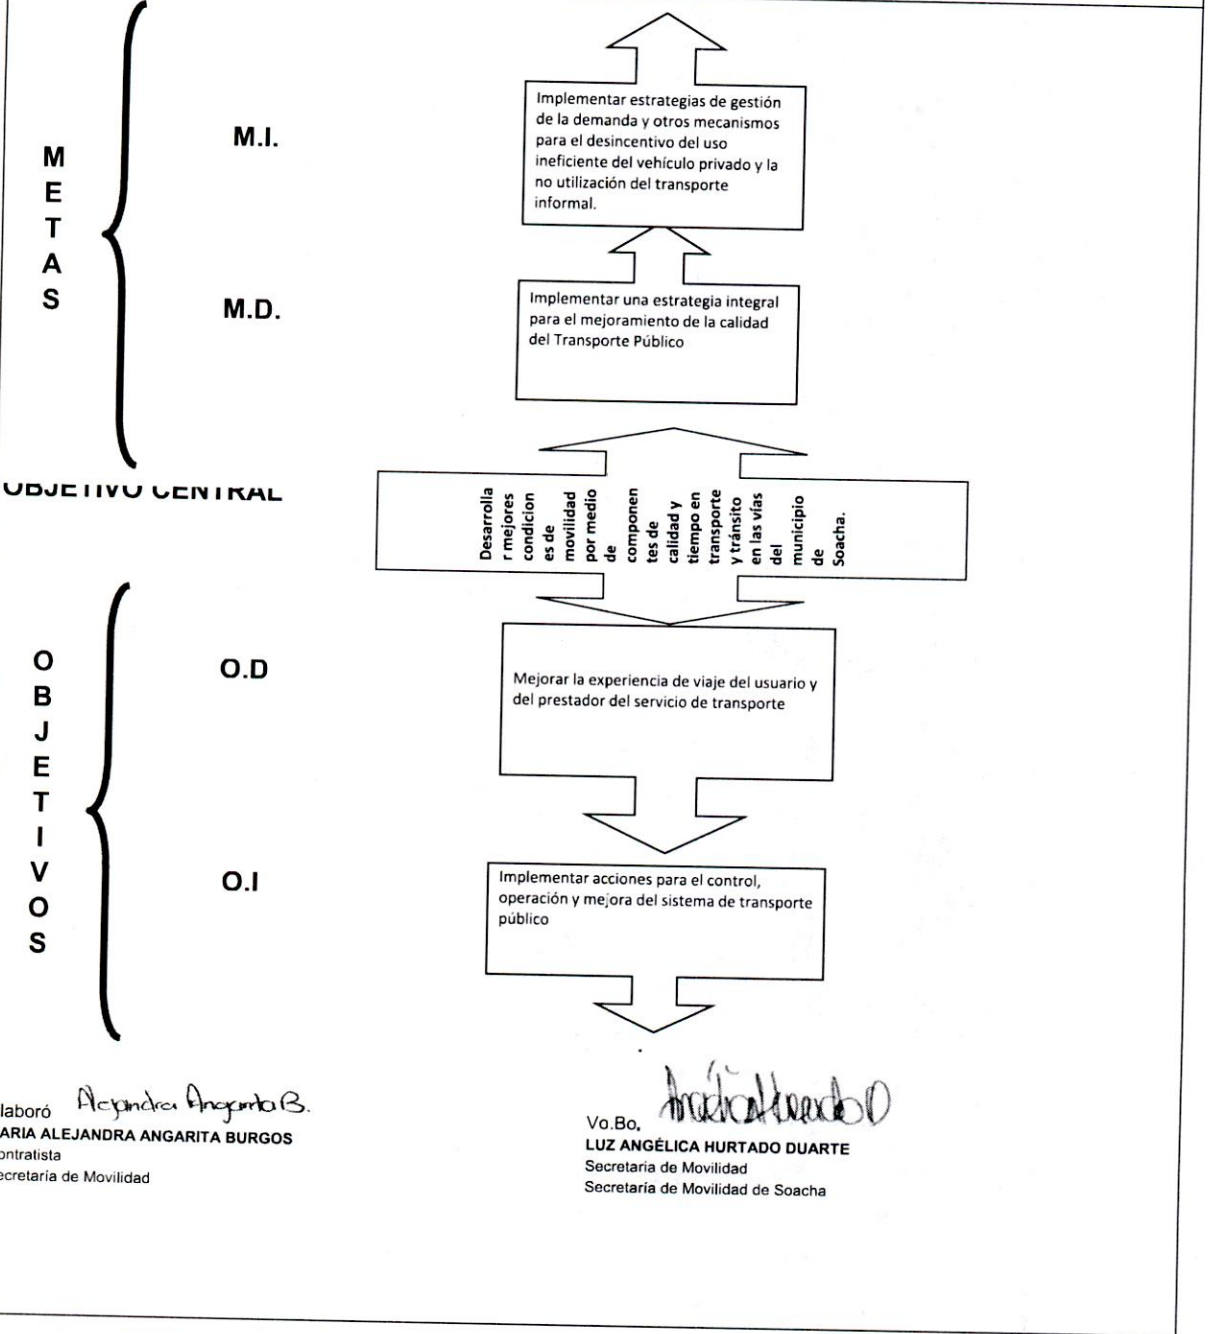 METAS
M.I.
Implementar estrategias de gestión
de la demanda y otros mecanismos
para el desincentivo del uso
ineficiente del vehículo privado y la
no utilización del transporte
informal.
M.D.
Implementar una estrategia integral
para el mejoramiento de la calidad
del Transporte Público
OBJETIVO CENTRAL
Desarrolla
r mejores
condicion
es de
movilidad
por medio
de
componen
tes de
calidad y
tiempo en
transporte
y tránsito
en las vías
del
municipio
de
Soacha.
OBJETIVOS
O.D
Mejorar la experiencia de viaje del usuario y
del prestador del servicio de transporte
O.I
Implementar acciones para el control,
operación y mejora del sistema de transporte
público
laboró Alejandra Angarita B.
ARIA ALEJANDRA ANGARITA BURGOS
ontratista
ecretaría de Movilidad
Vo.Bo.
LUZ ANGÉLICA HURTADO DUARTE
Secretaria de Movilidad
Secretaría de Movilidad de Soacha